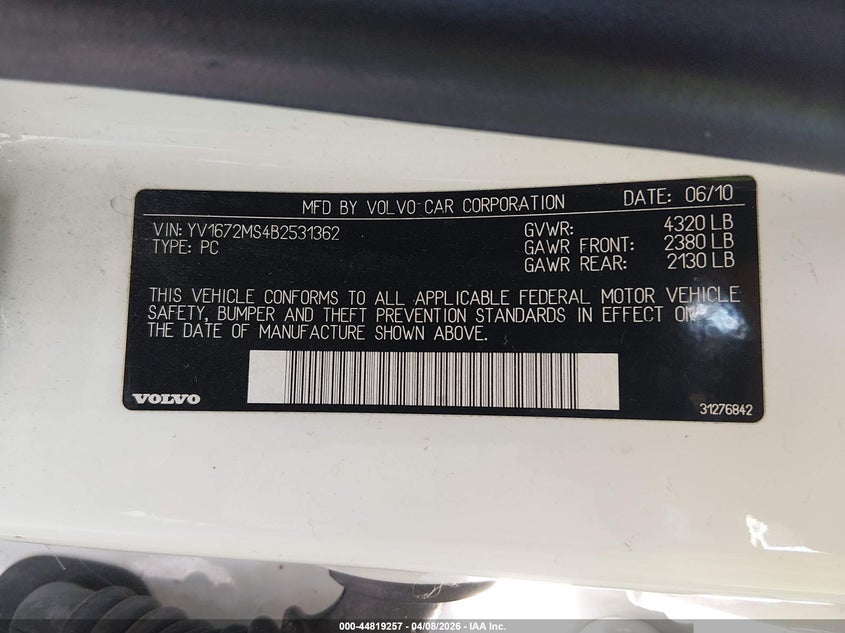 MFD BY VOLVO CAR CORPORATION DATE: 06/10
VIN: YV1672MS4B2531362 GVWR: 4320 LB
TYPE: PC GAWR FRONT: 2380 LB
GAWR REAR: 2130 LB
THIS VEHICLE CONFORMS TO ALL APPLICABLE FEDERAL MOTOR VEHICLE
SAFETY, BUMPER AND THEFT PREVENTION STANDARDS IN EFFECT ON
THE DATE OF MANUFACTURE SHOWN ABOVE.
VOLVO 31276842
000-44819257 - 04/08/2026 - IAA Inc.